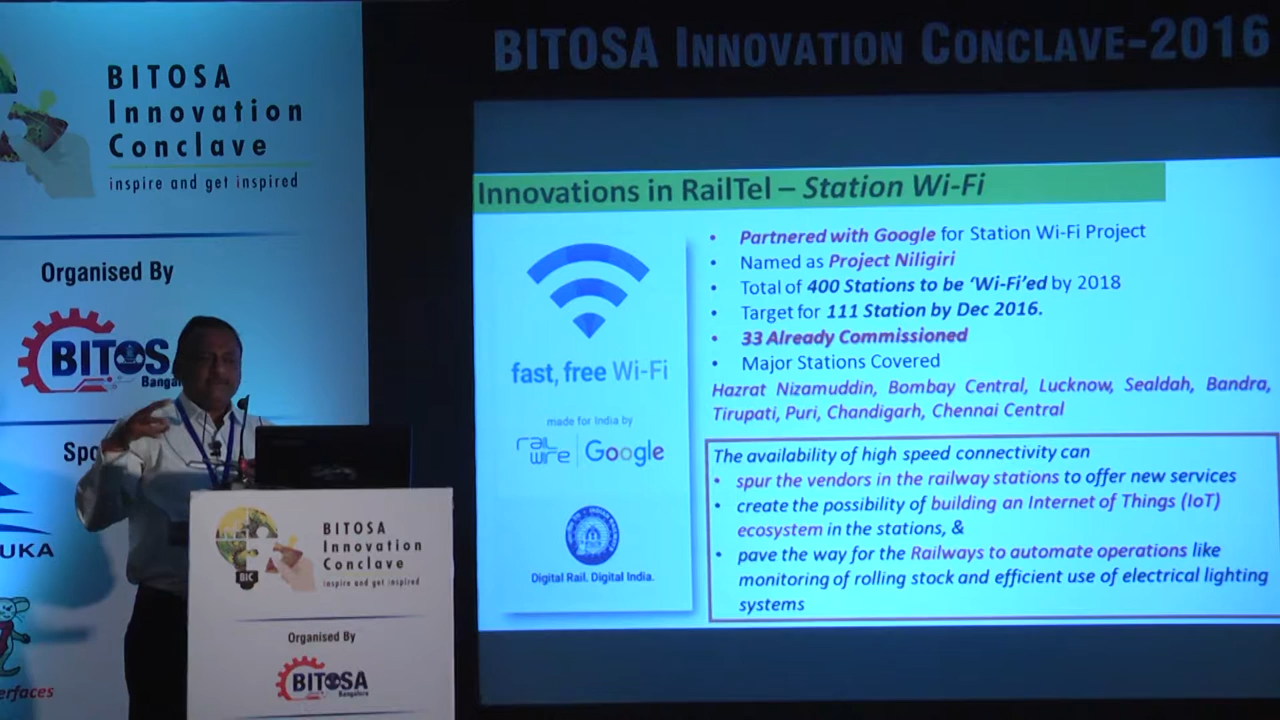 BITOSA INNOVATION CONCLAVE-2016
BITOSA
Innovation
Conclave
inspire and get inspired
Organised By
BITOS
Banga
Spo
UKA
erfaces
BITOSA
Innovation
Conclave
inspire and get inspired
BIC
Organised By
BITOSA
Bangalore
Innovations in RailTel – Station Wi-Fi
fast, free Wi-Fi
made for India by
rail
wire
Google
Digital Rail. Digital India.
• Partnered with Google for Station Wi-Fi Project
• Named as Project Niligiri
• Total of 400 Stations to be ‘Wi-Fi’ed by 2018
• Target for 111 Station by Dec 2016.
• 33 Already Commissioned
• Major Stations Covered
Hazrat Nizamuddin, Bombay Central, Lucknow, Sealdah, Bandra,
Tirupati, Puri, Chandigarh, Chennai Central
The availability of high speed connectivity can
• spur the vendors in the railway stations to offer new services
• create the possibility of building an Internet of Things (IoT)
ecosystem in the stations, &
• pave the way for the Railways to automate operations like
monitoring of rolling stock and efficient use of electrical lighting
systems